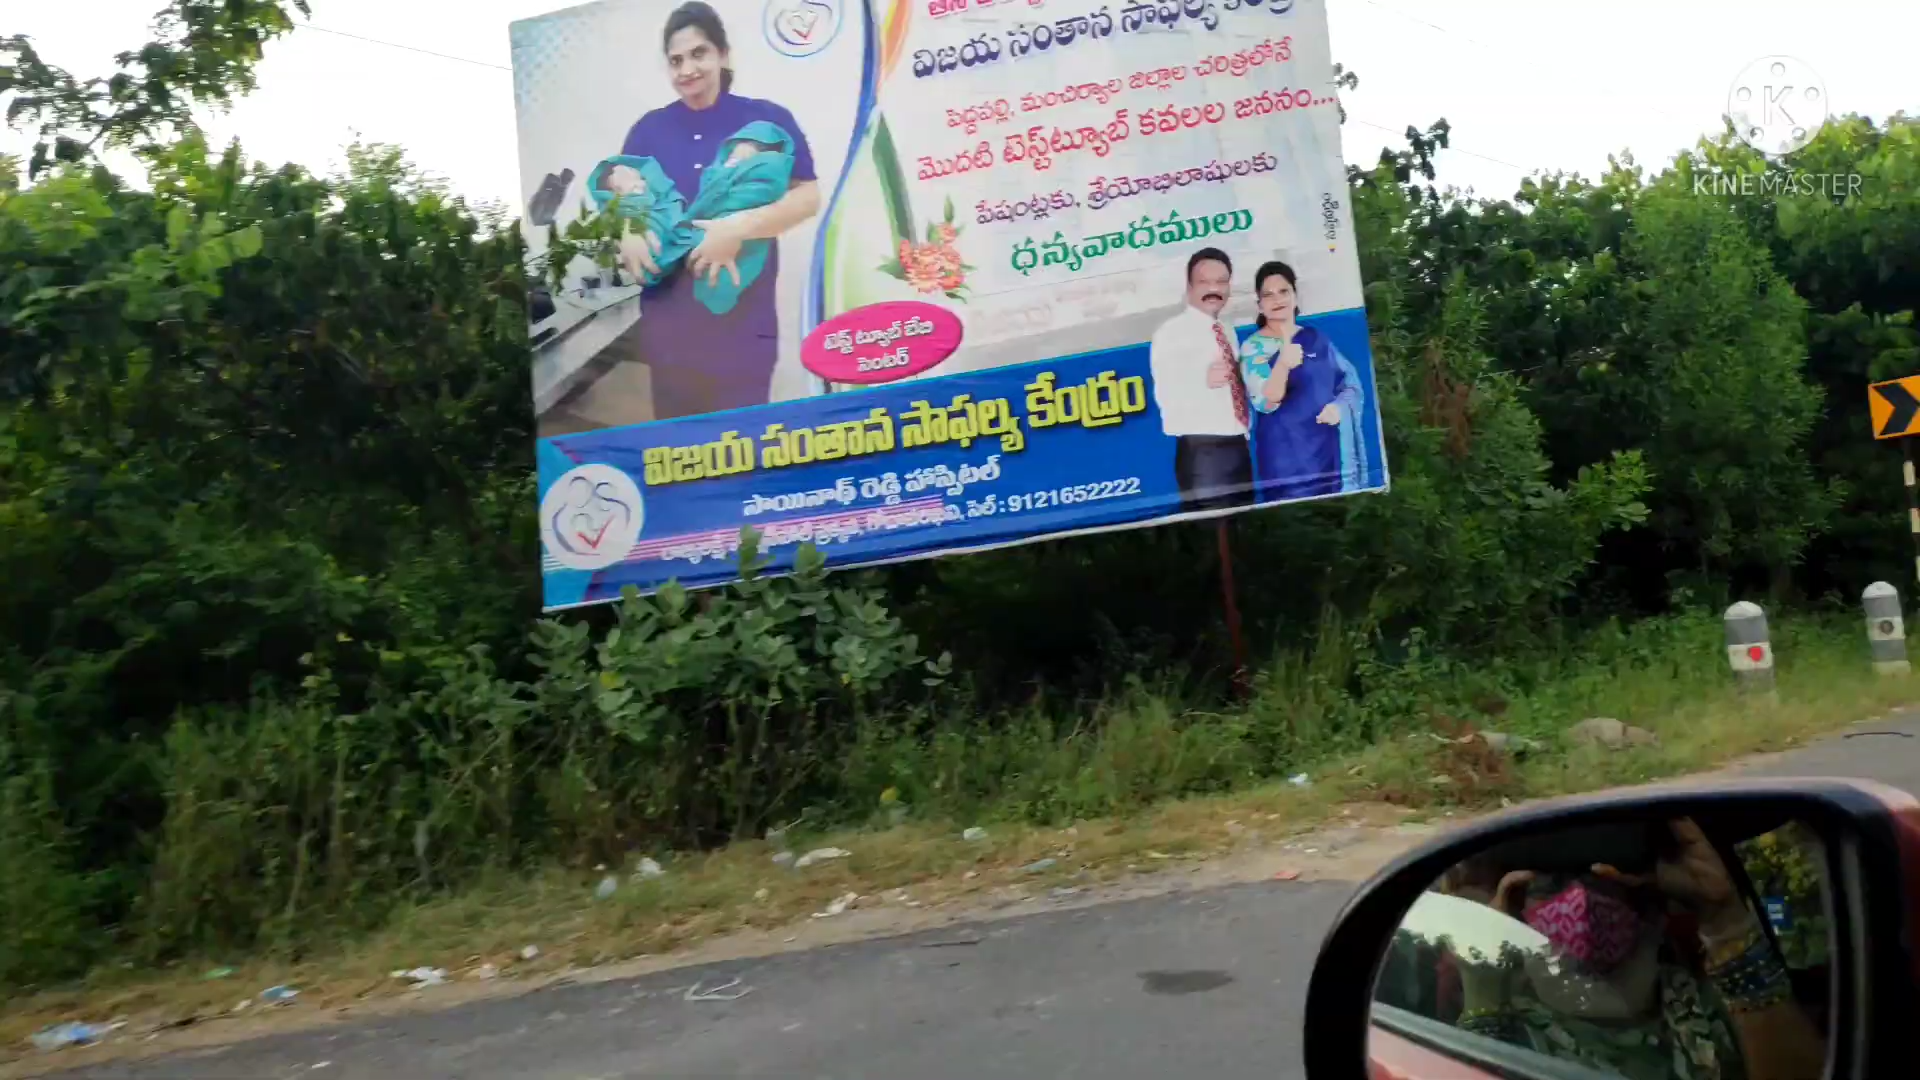 విజయ సంతాన సాఫల్య కేంద్రం
పెద్దపల్లి, మంచిర్యాల జిల్లాల చరిత్రలోనే
మొదటి టెస్ట్‌ట్యూబ్ కవలల జననం...
పేషంట్లకు, శ్రేయోభిలాషులకు
ధన్యవాదములు
టెస్ట్ ట్యూబ్ బేబి
సెంటర్
విజయ సంతాన సాఫల్య కేంద్రం
సాయినాథ్ రెడ్డి హాస్పిటల్
సెల్ : 9121652222
K
KINEMASTER